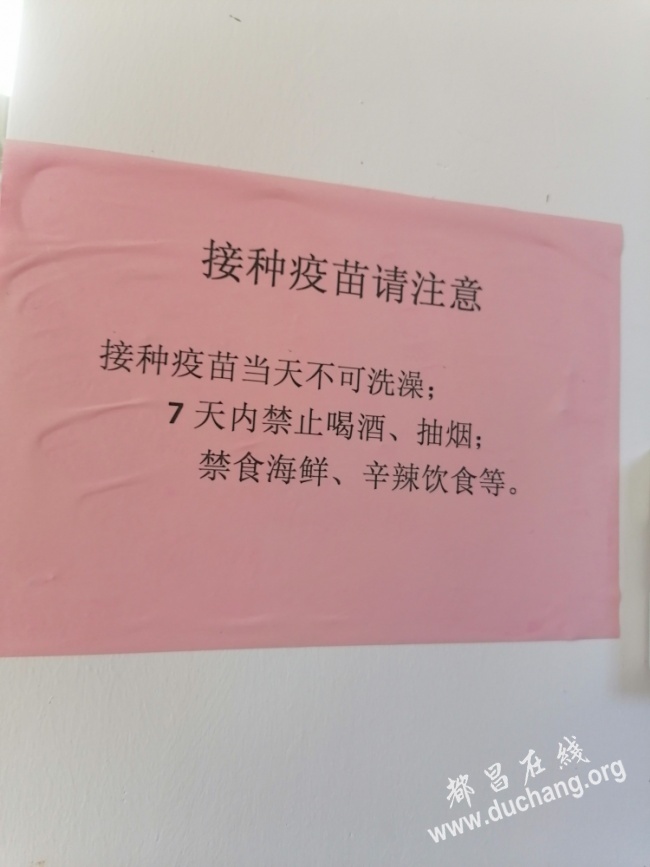 接种疫苗请注意
接种疫苗当天不可洗澡；
7 天内禁止喝酒、抽烟；
禁食海鲜、辛辣饮食等。
都昌在线
www.duchang.org